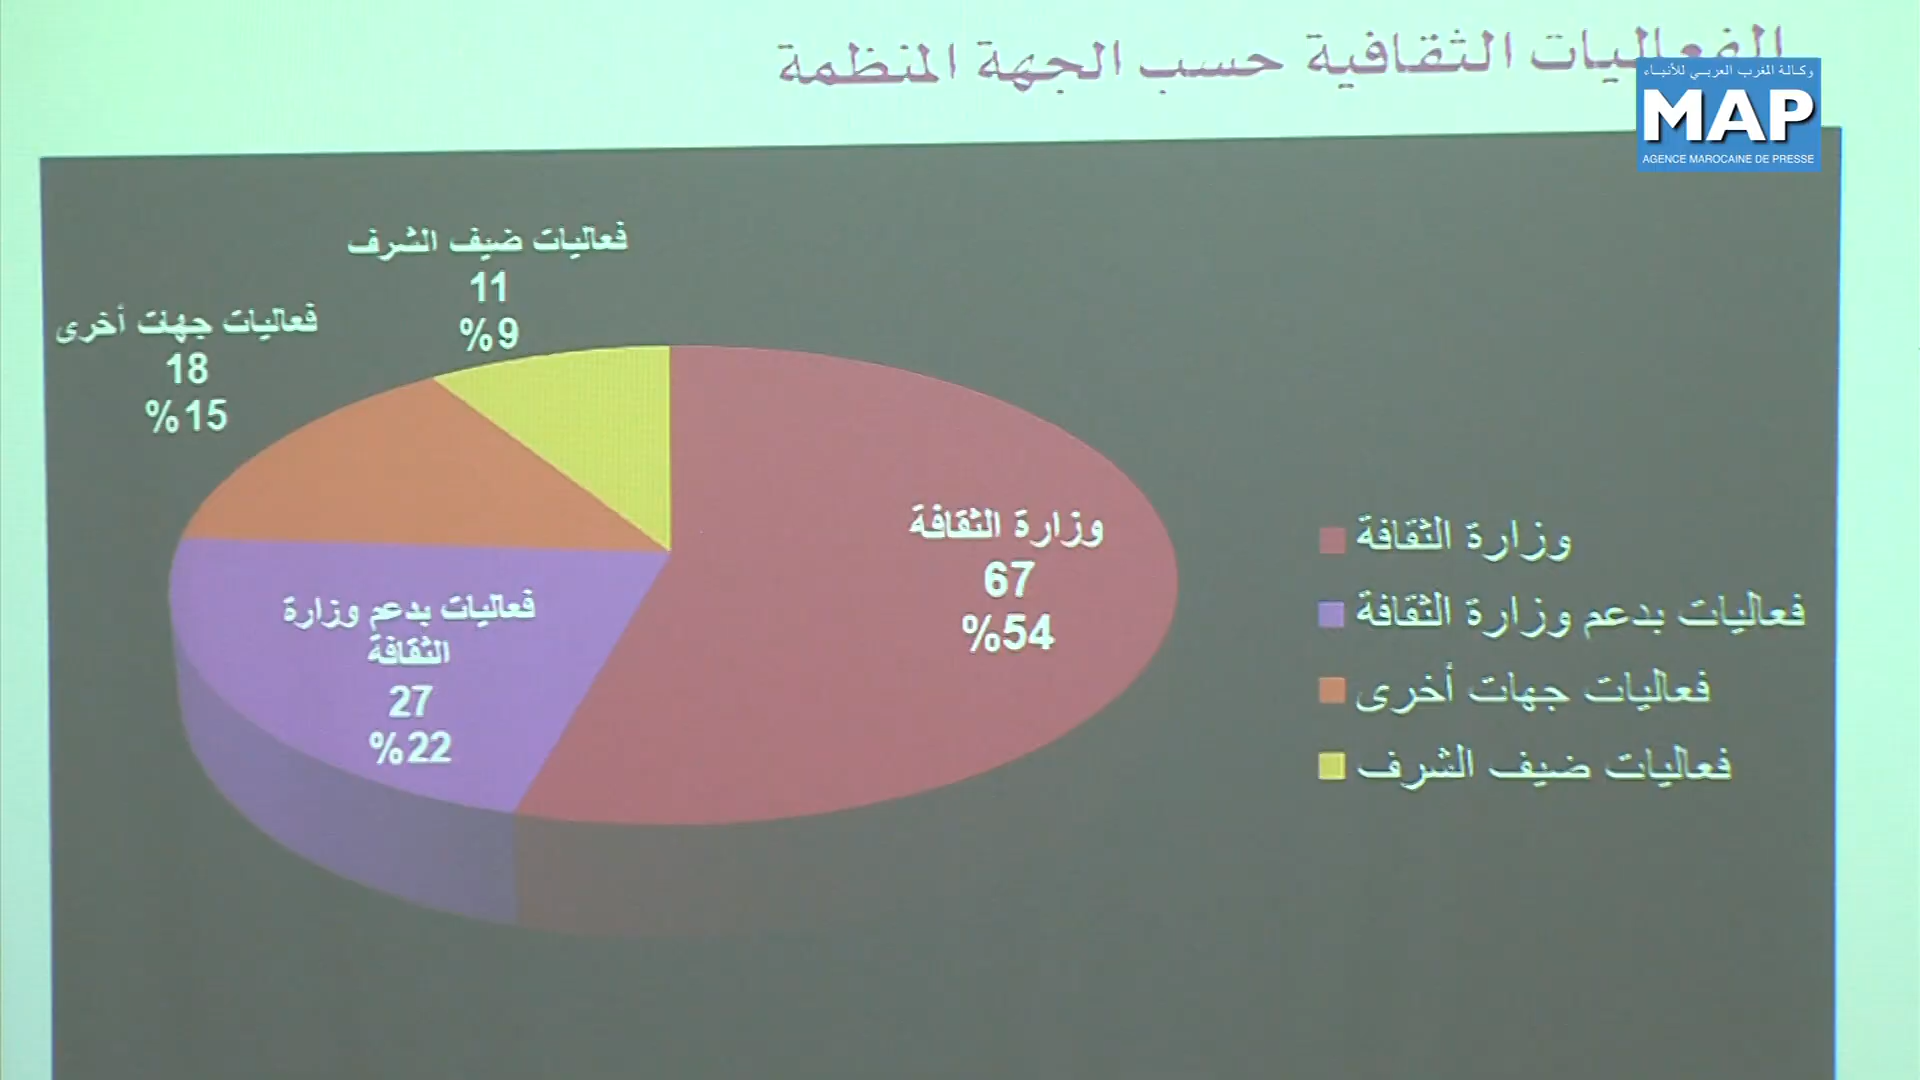 الفعاليات الثقافية حسب الجهة المنظمة
وكالة المغرب العربي للأنباء
MAP
AGENCE MAROCAINE DE PRESSE
فعاليات ضيف الشرف
11
%9
فعاليات جهات أخرى
18
%15
وزارة الثقافة
67
%54
فعاليات بدعم وزارة
الثقافة
27
%22
وزارة الثقافة
فعاليات بدعم وزارة الثقافة
فعاليات جهات أخرى
فعاليات ضيف الشرف